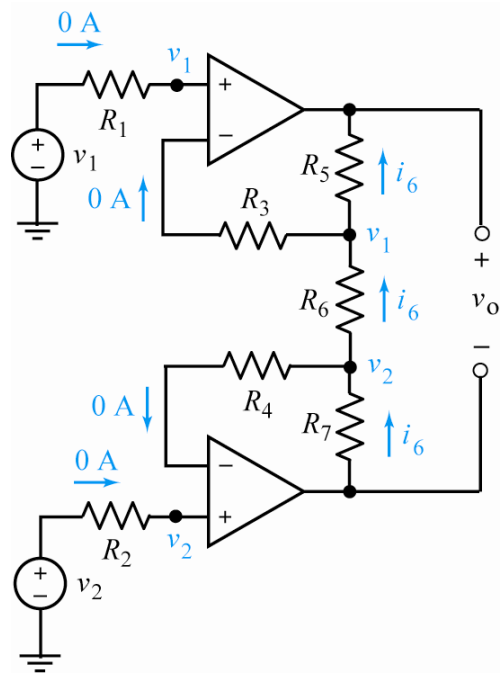 0 A
v₁
+
−
R₁
+
−
v₁
0 A
R₃
R₅
i₆
v₁
+
vₒ
−
R₆
i₆
v₂
R₄
R₇
i₆
0 A
0 A
−
+
R₂
v₂
+
−
v₂